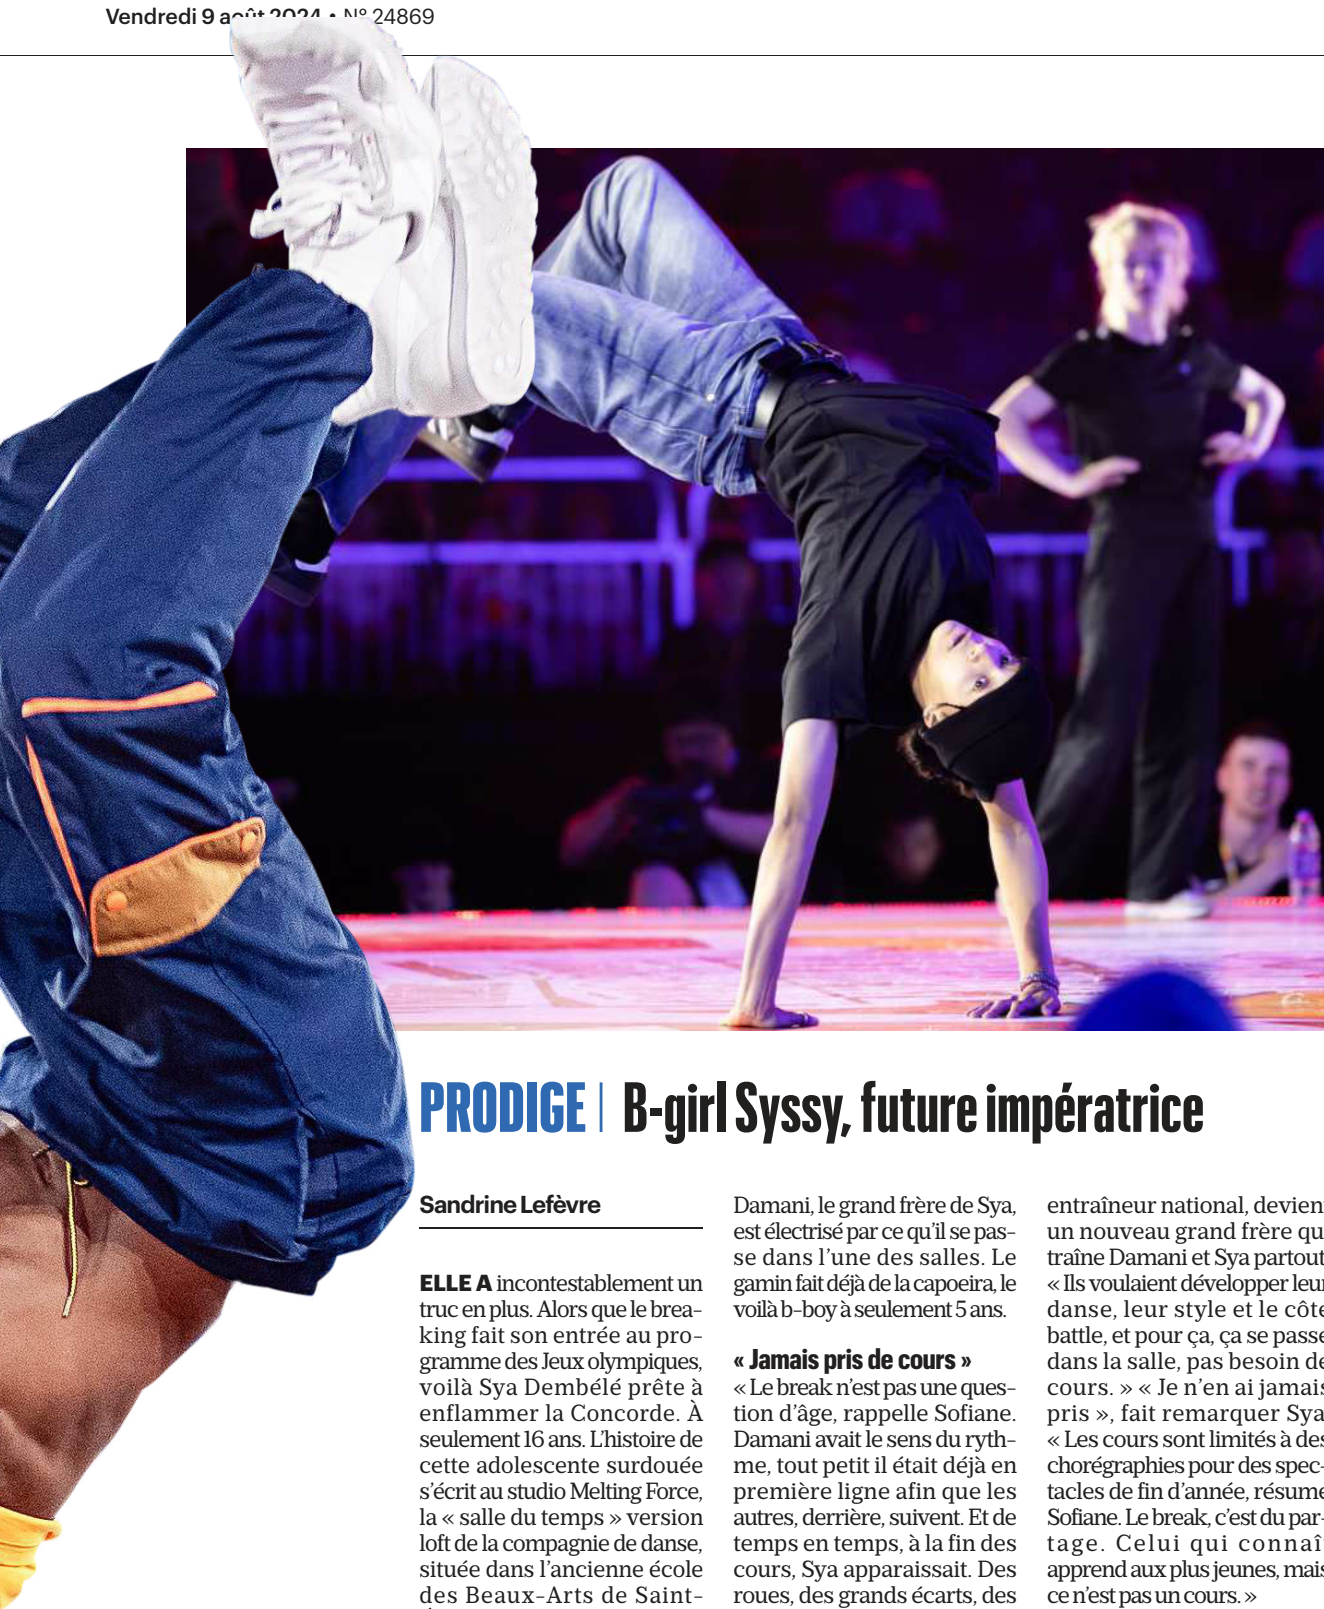 Vendredi 9 août 2024 • N° 24869
PRODIGE | B-girl Syssy, future impératrice
Sandrine Lefèvre
ELLE A incontestablement un
truc en plus. Alors que le brea-
king fait son entrée au pro-
gramme des Jeux olympiques,
voilà Sya Dembélé prête à
enflammer la Concorde. À
seulement 16 ans. L'histoire de
cette adolescente surdouée
s'écrit au studio Melting Force,
la « salle du temps » version
loft de la compagnie de danse,
située dans l'ancienne école
des Beaux-Arts de Saint-
Damani, le grand frère de Sya,
est électrisé par ce qu'il se pas-
se dans l'une des salles. Le
gamin fait déjà de la capoeira, le
voilà b-boy à seulement 5 ans.
« Jamais pris de cours »
« Le break n'est pas une ques-
tion d'âge, rappelle Sofiane.
Damani avait le sens du ryth-
me, tout petit il était déjà en
première ligne afin que les
autres, derrière, suivent. Et de
temps en temps, à la fin des
cours, Sya apparaissait. Des
roues, des grands écarts, des
entraîneur national, devient
un nouveau grand frère qu
traîne Damani et Sya partout
« Ils voulaient développer leur
danse, leur style et le côté
battle, et pour ça, ça se passe
dans la salle, pas besoin de
cours. » « Je n'en ai jamais
pris », fait remarquer Sya
« Les cours sont limités à des
chorégraphies pour des spec-
tacles de fin d'année, résume
Sofiane. Le break, c'est du par-
tage. Celui qui connaît
apprend aux plus jeunes, mais
ce n'est pas un cours. »